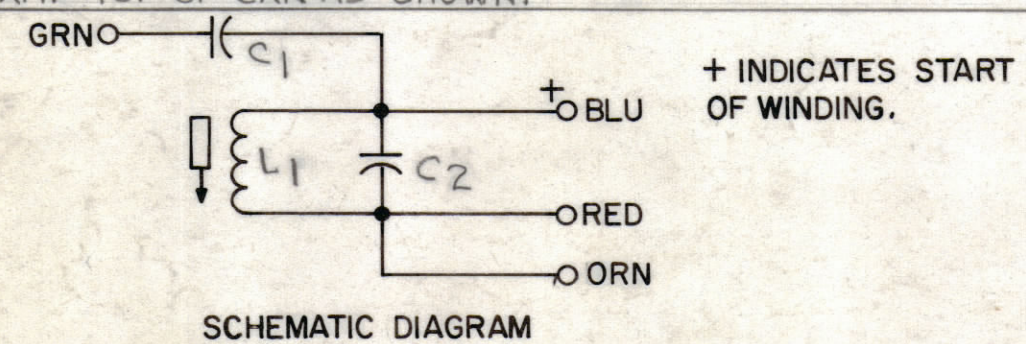 GRN
C1
+ INDICATES START
+
BLU
OF WINDING.
L1
C2
RED
ORN
SCHEMATIC DIAGRAM